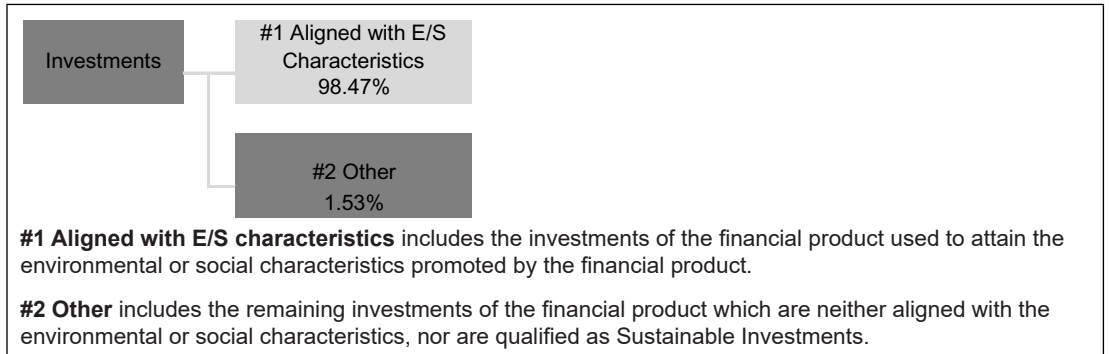 Investments
#1 Aligned with E/S
Characteristics
98.47%
#2 Other
1.53%
#1 Aligned with E/S characteristics includes the investments of the financial product used to attain the
environmental or social characteristics promoted by the financial product.
#2 Other includes the remaining investments of the financial product which are neither aligned with the
environmental or social characteristics, nor are qualified as Sustainable Investments.